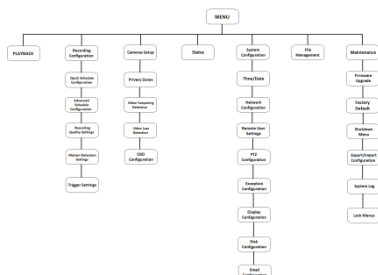 MENU
PLAYBACK
Recording
Configuration
Cameras Setup
Status
System
Configuration
File
Management
Maintenance
Quick Schedule
Configuration
Advanced
Schedule
Configuration
Recording
Quality Settings
Motion Detection
Settings
Trigger Settings
Privacy Zones
Video Tampering
Detection
Video Loss
Detection
OSD
Configuration
Time/Date
Network
Configuration
Remote User
Settings
PTZ
Configuration
Exception
Configuration
Display
Configuration
Disk
Configuration
Email
Firmware
Upgrade
Factory
Default
Shutdown
Menu
Export/Import
Configuration
System Log
Lock Menus